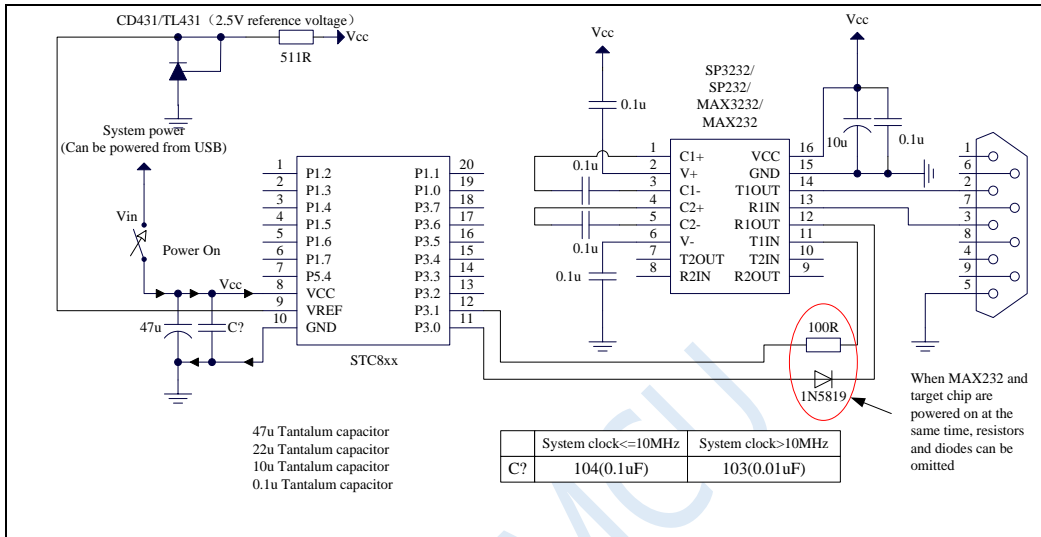 CD431/TL431（2.5V reference voltage）
Vcc
511R
System power
(Can be powered from USB)
Vin
Power On
Vcc
47u
C?
1 P1.2 P1.1 20
2 P1.3 P1.0 19
3 P1.4 P3.7 18
4 P1.5 P3.6 17
5 P1.6 P3.5 16
6 P1.7 P3.4 15
7 P5.4 P3.3 14
8 VCC P3.2 13
9 VREF P3.1 12
10 GND P3.0 11
STC8xx
Vcc
0.1u
0.1u
0.1u
0.1u
SP3232/
SP232/
MAX3232/
MAX232
1 C1+ VCC 16
2 V+ GND 15
3 C1- T1OUT 14
4 C2+ R1IN 13
5 C2- R1OUT 12
6 V- T1IN 11
7 T2OUT T2IN 10
8 R2IN R2OUT 9
Vcc
10u
0.1u
1
6
2
7
3
8
4
9
5
100R
1N5819
When MAX232 and
target chip are
powered on at the
same time, resistors
and diodes can be
omitted
47u Tantalum capacitor
22u Tantalum capacitor
10u Tantalum capacitor
0.1u Tantalum capacitor
System clock<=10MHz System clock>10MHz
C? 104(0.1uF) 103(0.01uF)
MCU